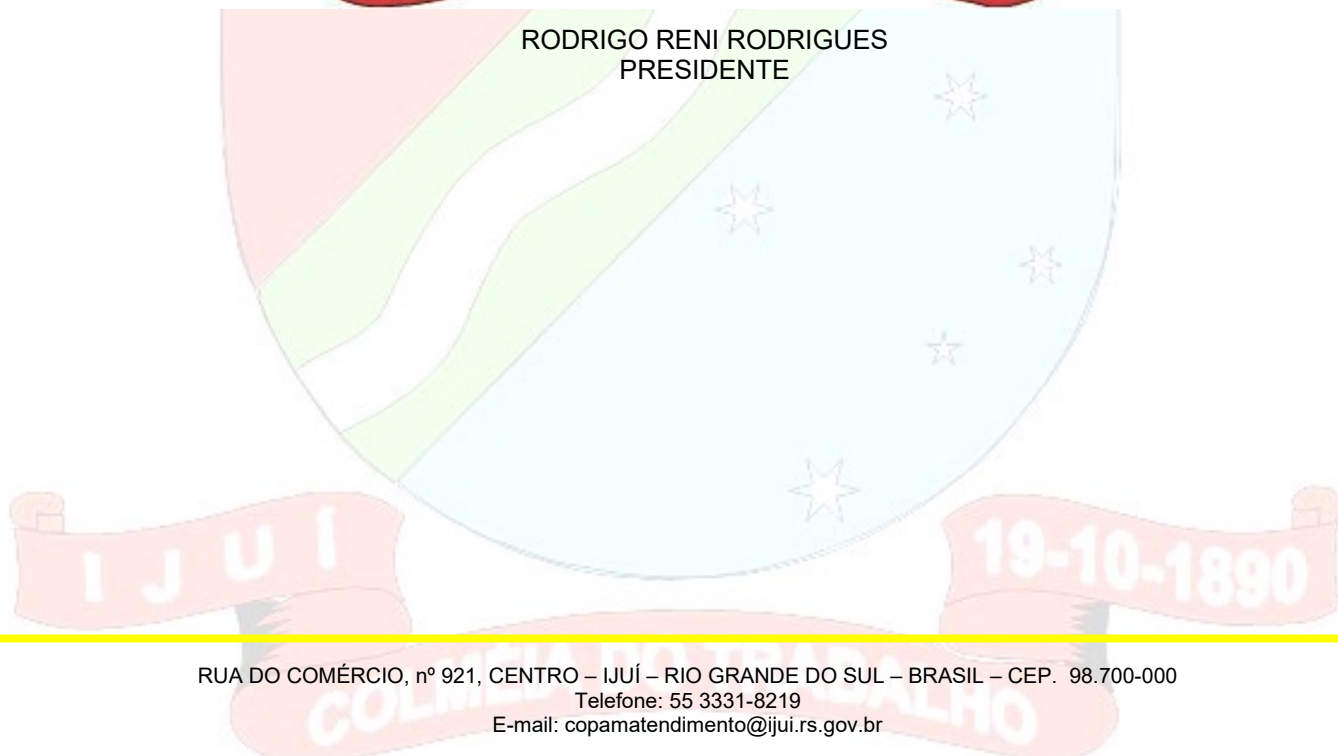 RODRIGO RENI RODRIGUES
PRESIDENTE
IJUÍ
19-10-1890
COLMÉIA DO TRABALHO
RUA DO COMÉRCIO, nº 921, CENTRO – IJUÍ – RIO GRANDE DO SUL – BRASIL – CEP. 98.700-000
Telefone: 55 3331-8219
E-mail: copamatendimento@ijui.rs.gov.br